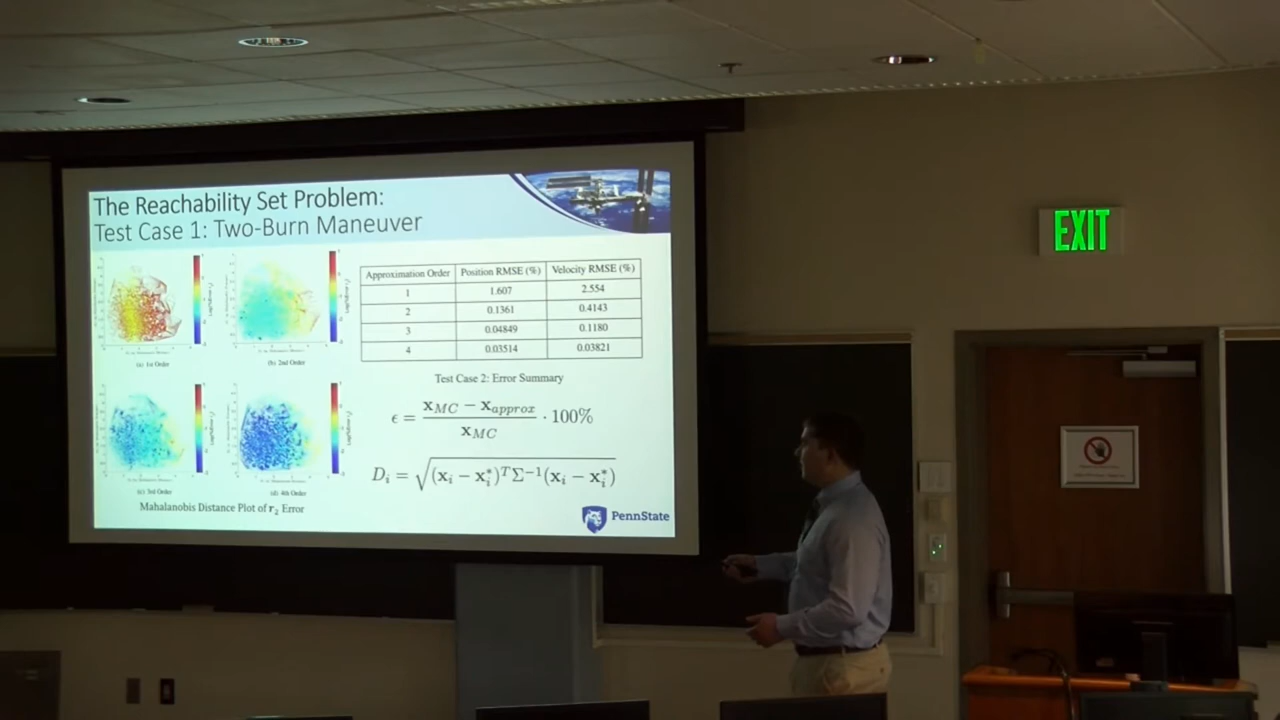 The Reachability Set Problem:
Test Case 1: Two-Burn Maneuver
Approximation Order Position RMSE (%) Velocity RMSE (%)
1 1.607 2.554
2 0.1361 0.4143
3 0.04849 0.1180
4 0.03514 0.03821
(a) 1st Order
(b) 2nd Order
(c) 3rd Order
(d) 4th Order
Mahalanobis Distance Plot of r₂ Error
Test Case 2: Error Summary
ϵ = (x_MC − x_approx) / x_MC · 100%
D_i = √((x_i − x_i*)^T Σ^−1 (x_i − x_i*))
PennState
EXIT